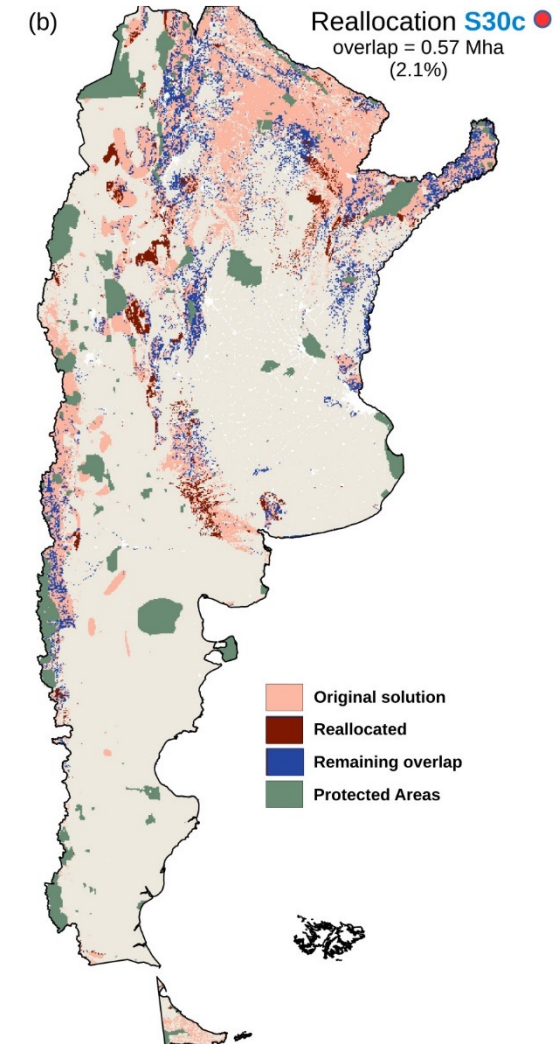 (b)
Reallocation S30c
overlap = 0.57 Mha
(2.1%)
Original solution
Reallocated
Remaining overlap
Protected Areas